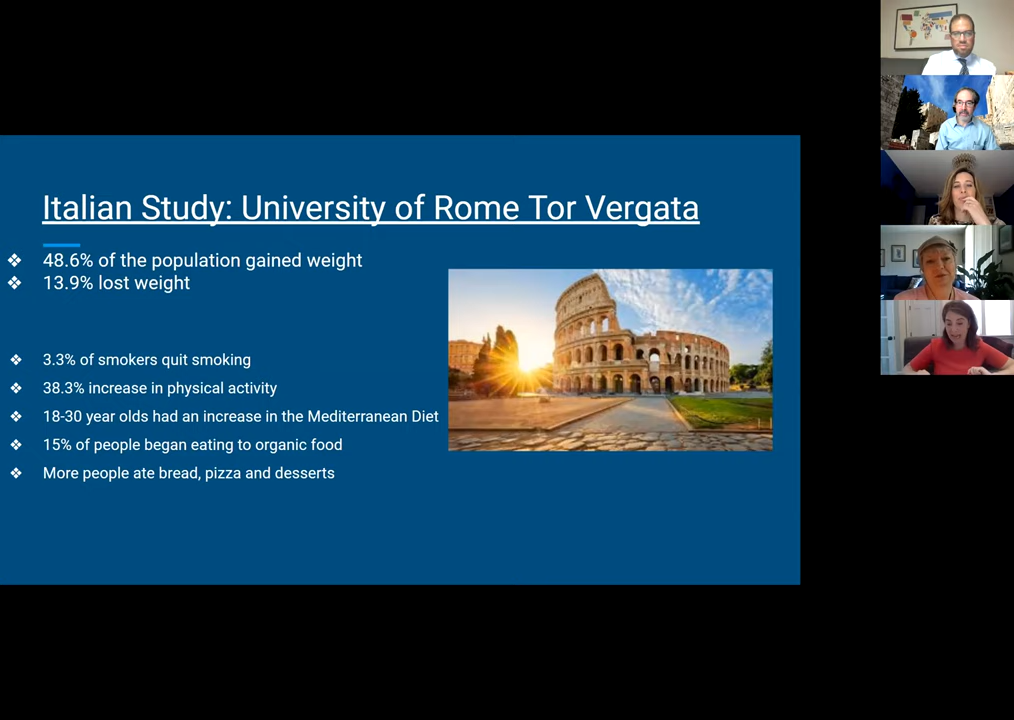 Italian Study: University of Rome Tor Vergata
❖ 48.6% of the population gained weight
❖ 13.9% lost weight
❖ 3.3% of smokers quit smoking
❖ 38.3% increase in physical activity
❖ 18-30 year olds had an increase in the Mediterranean Diet
❖ 15% of people began eating to organic food
❖ More people ate bread, pizza and desserts